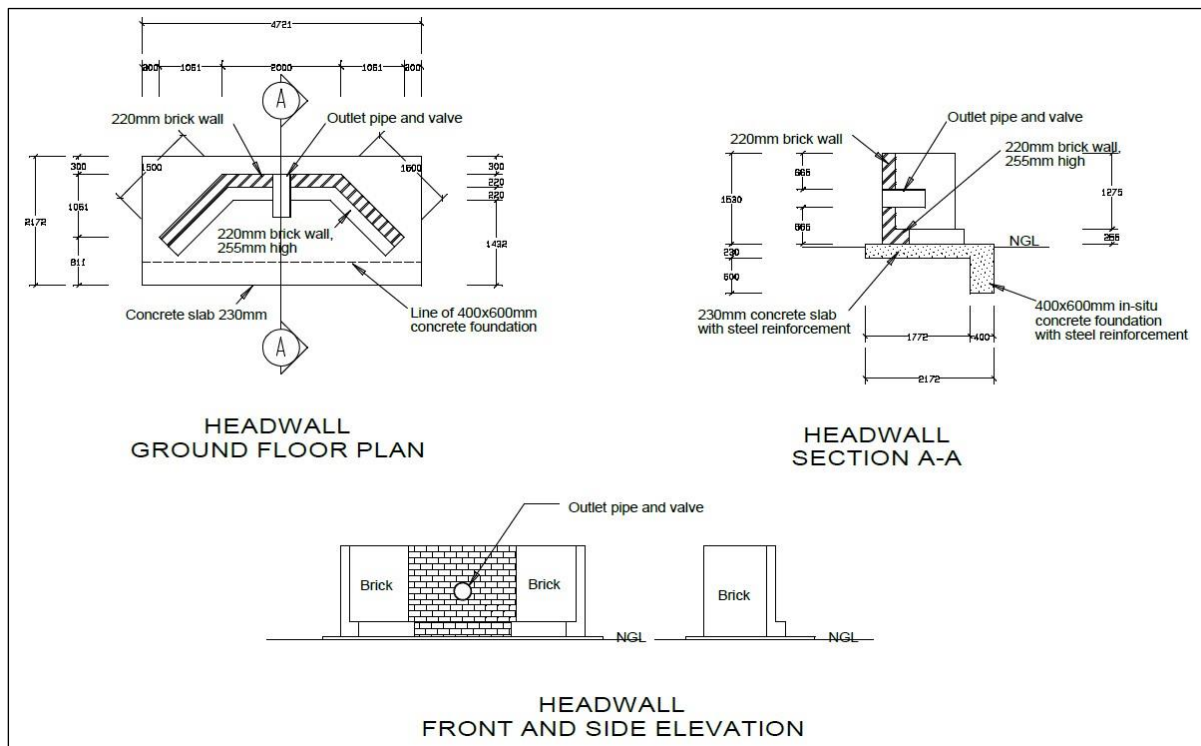 4721
300
1061
2000
1061
300
A
220mm brick wall
Outlet pipe and valve
1500
1500
2172
300
1061
811
300
220
220
1432
220mm brick wall,
255mm high
Concrete slab 230mm
Line of 400x600mm
concrete foundation
A
HEADWALL
GROUND FLOOR PLAN
Outlet pipe and valve
220mm brick wall
220mm brick wall,
255mm high
1530
665
665
230
600
1275
255
NGL
230mm concrete slab
with steel reinforcement
400x600mm in-situ
concrete foundation
with steel reinforcement
1772
400
2172
HEADWALL
SECTION A-A
Outlet pipe and valve
Brick
Brick
NGL
Brick
NGL
HEADWALL
FRONT AND SIDE ELEVATION